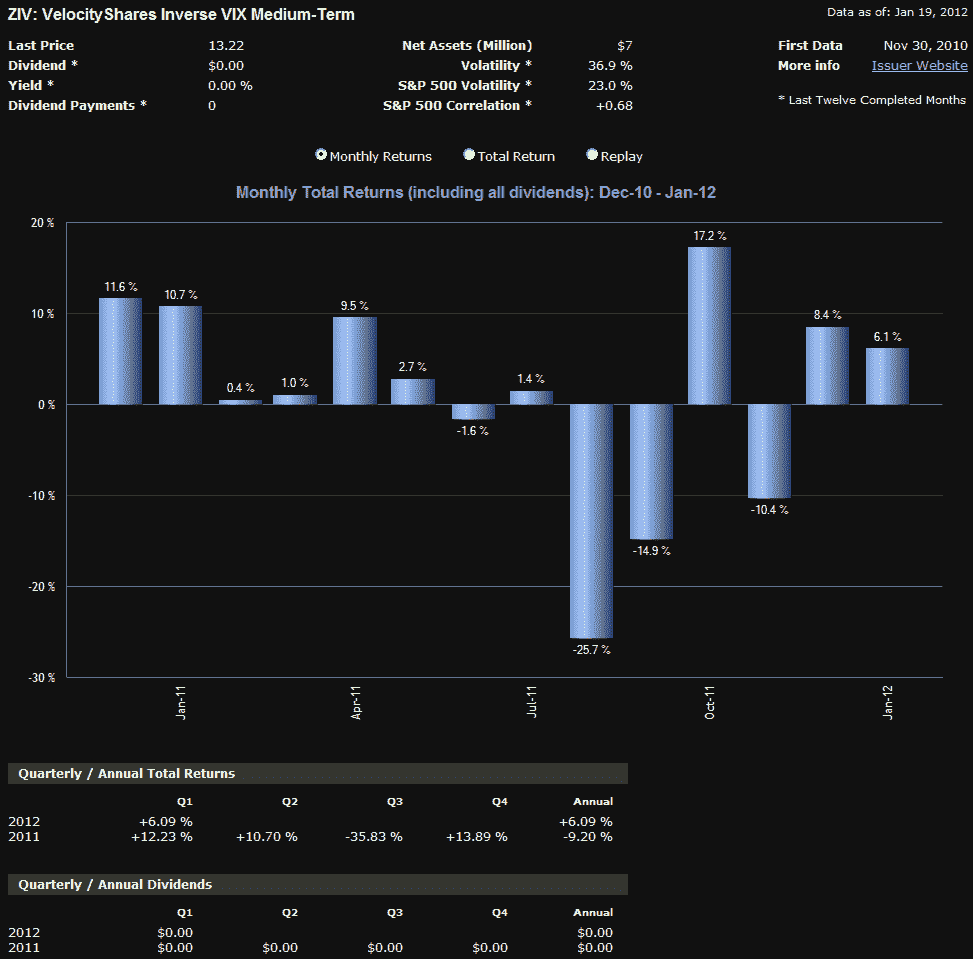 ZIV: VelocityShares Inverse VIX Medium-Term
Data as of: Jan 19, 2012
Last Price 13.22 Net Assets (Million) $7 First Data Nov 30, 2010
Dividend * $0.00 Volatility * 36.9 % More info Issuer Website
Yield * 0.00 % S&P 500 Volatility * 23.0 %
Dividend Payments * 0 S&P 500 Correlation * +0.68 * Last Twelve Completed Months
Monthly Returns Total Return Replay
Monthly Total Returns (including all dividends): Dec-10 - Jan-12
20 %
10 %
0 %
-10 %
-20 %
-30 %
11.6 %
10.7 %
0.4 %
1.0 %
9.5 %
2.7 %
-1.6 %
1.4 %
-25.7 %
-14.9 %
17.2 %
-10.4 %
8.4 %
6.1 %
Jan-11
Apr-11
Jul-11
Oct-11
Jan-12
Quarterly / Annual Total Returns
Q1 Q2 Q3 Q4 Annual
2012 +6.09 % +6.09 %
2011 +12.23 % +10.70 % -35.83 % +13.89 % -9.20 %
Quarterly / Annual Dividends
Q1 Q2 Q3 Q4 Annual
2012 $0.00 $0.00
2011 $0.00 $0.00 $0.00 $0.00 $0.00